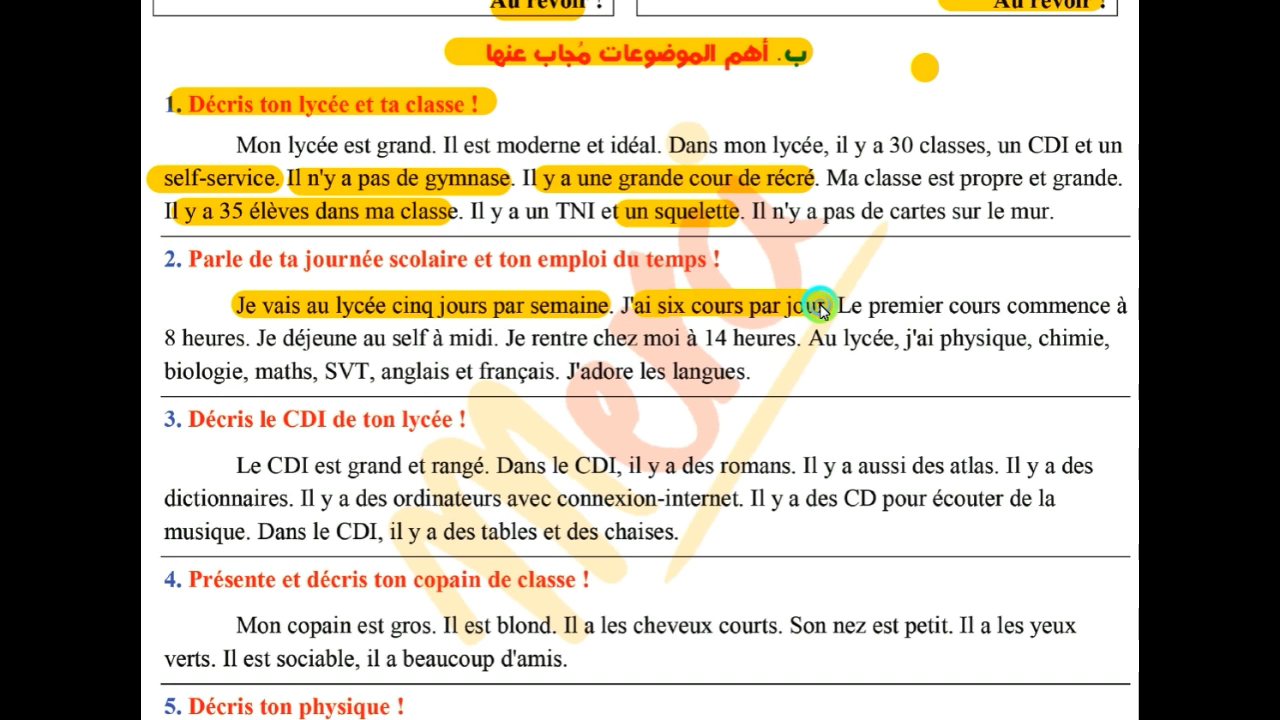 Au revoir !
Au revoir !
ب. أهم الموضوعات مُجاب عنها
1. Décris ton lycée et ta classe !
Mon lycée est grand. Il est moderne et idéal. Dans mon lycée, il y a 30 classes, un CDI et un
self-service. Il n'y a pas de gymnase. Il y a une grande cour de récré. Ma classe est propre et grande.
Il y a 35 élèves dans ma classe. Il y a un TNI et un squelette. Il n'y a pas de cartes sur le mur.
2. Parle de ta journée scolaire et ton emploi du temps !
Je vais au lycée cinq jours par semaine. J'ai six cours par jour. Le premier cours commence à
8 heures. Je déjeune au self à midi. Je rentre chez moi à 14 heures. Au lycée, j'ai physique, chimie,
biologie, maths, SVT, anglais et français. J'adore les langues.
3. Décris le CDI de ton lycée !
Le CDI est grand et rangé. Dans le CDI, il y a des romans. Il y a aussi des atlas. Il y a des
dictionnaires. Il y a des ordinateurs avec connexion-internet. Il y a des CD pour écouter de la
musique. Dans le CDI, il y a des tables et des chaises.
4. Présente et décris ton copain de classe !
Mon copain est gros. Il est blond. Il a les cheveux courts. Son nez est petit. Il a les yeux
verts. Il est sociable, il a beaucoup d'amis.
5. Décris ton physique !
Merci